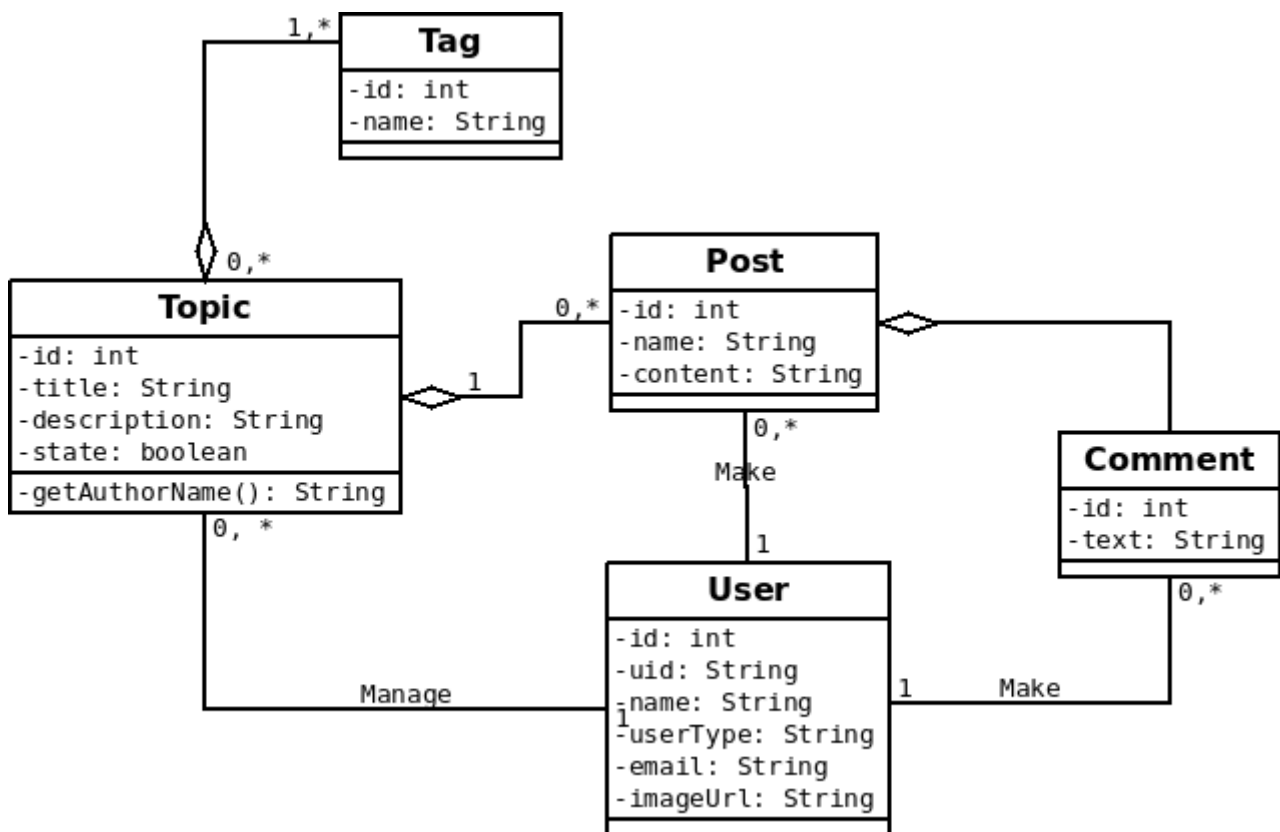 1,*
Tag
-id: int
-name: String
0,*
Topic
-id: int
-title: String
-description: String
-state: boolean
-getAuthorName(): String
0, *
1
0,*
Post
-id: int
-name: String
-content: String
0,*
Make
1
Comment
-id: int
-text: String
0,*
User
-id: int
-uid: String
-name: String
1
-userType: String
-email: String
-imageUrl: String
Manage
1
Make